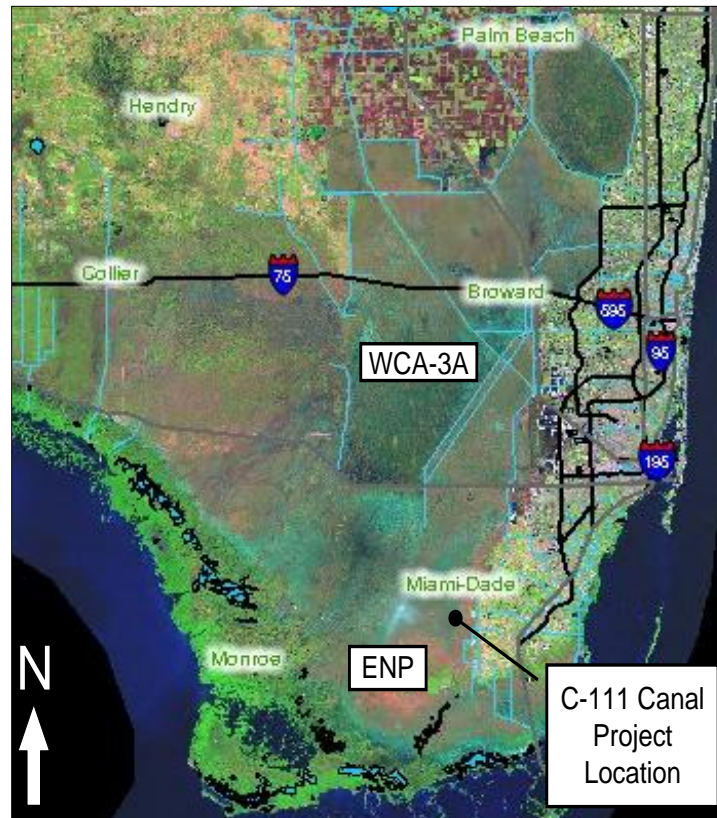 Palm Beach
Hendry
Collier
75
Broward
595
95
WCA-3A
195
Miami-Dade
Monroe
ENP
N
C-111 Canal
Project
Location